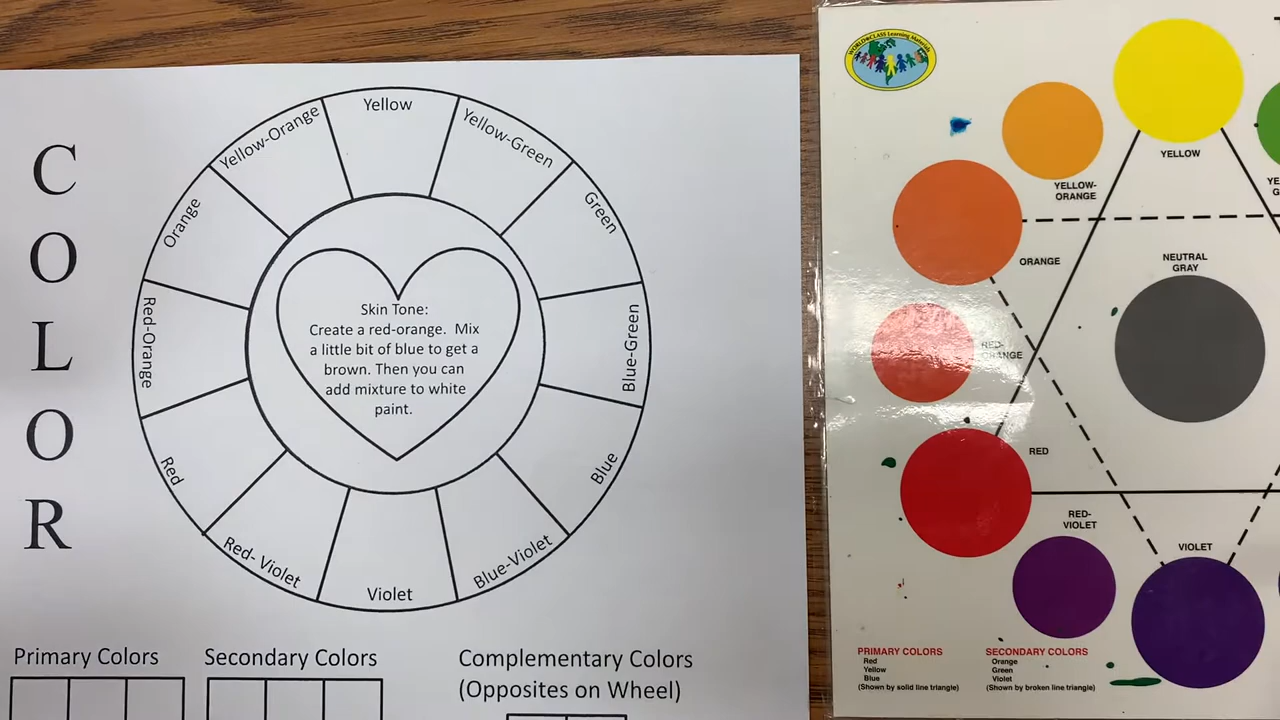 C
O
L
O
R
Yellow
Yellow-Green
Green
Blue-Green
Blue
Blue-Violet
Violet
Red- Violet
Red
Red-Orange
Orange
Yellow-Orange
Skin Tone:
Create a red-orange. Mix
a little bit of blue to get a
brown. Then you can
add mixture to white
paint.
Primary Colors
Secondary Colors
Complementary Colors
(Opposites on Wheel)
WORLD CLASS Learning Materials
YELLOW
YELLOW-
ORANGE
ORANGE
NEUTRAL
GRAY
RED-
ORANGE
RED
RED-
VIOLET
VIOLET
PRIMARY COLORS
Red
Yellow
Blue
(Shown by solid line triangle)
SECONDARY COLORS
Orange
Green
Violet
(Shown by broken line triangle)